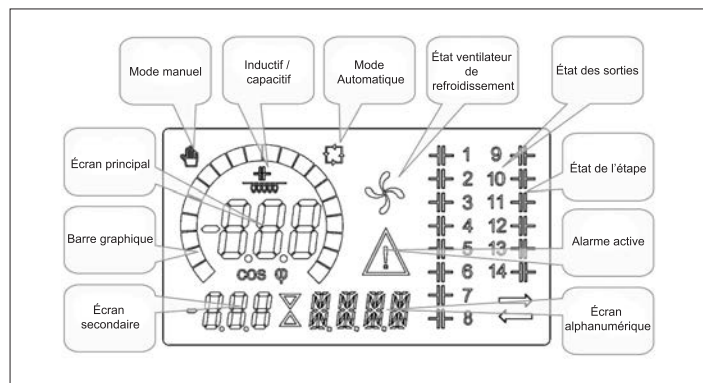 Mode manuel
Inductif /
capacitif
Mode
Automatique
État ventilateur
de
refroidissement
État des sorties
Écran principal
État de l'étape
Barre graphique
Alarme active
Écran
secondaire
Écran
alphanumérique
cos φ
1 9
2 10
3 11
4 12
5 13
6 14
7
8